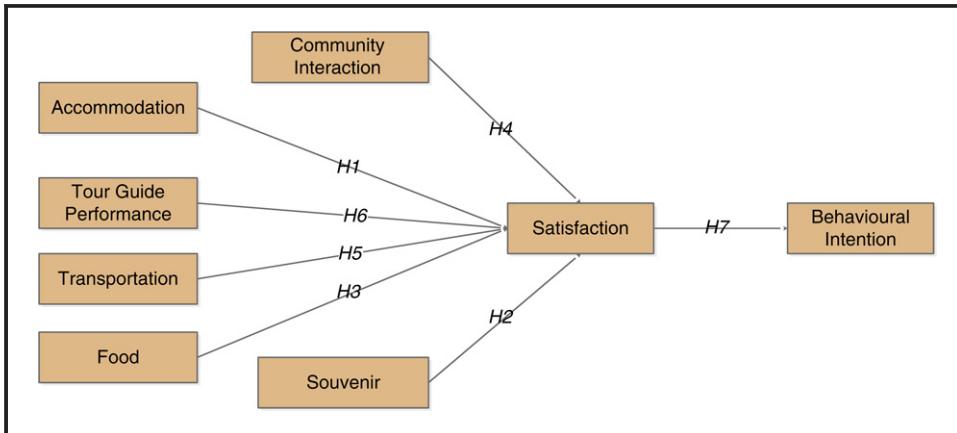 Community
Interaction
Accommodation
H4
H1
Tour Guide
Performance
H6
Satisfaction
H7
Behavioural
Intention
Transportation
H5
H3
H2
Food
Souvenir